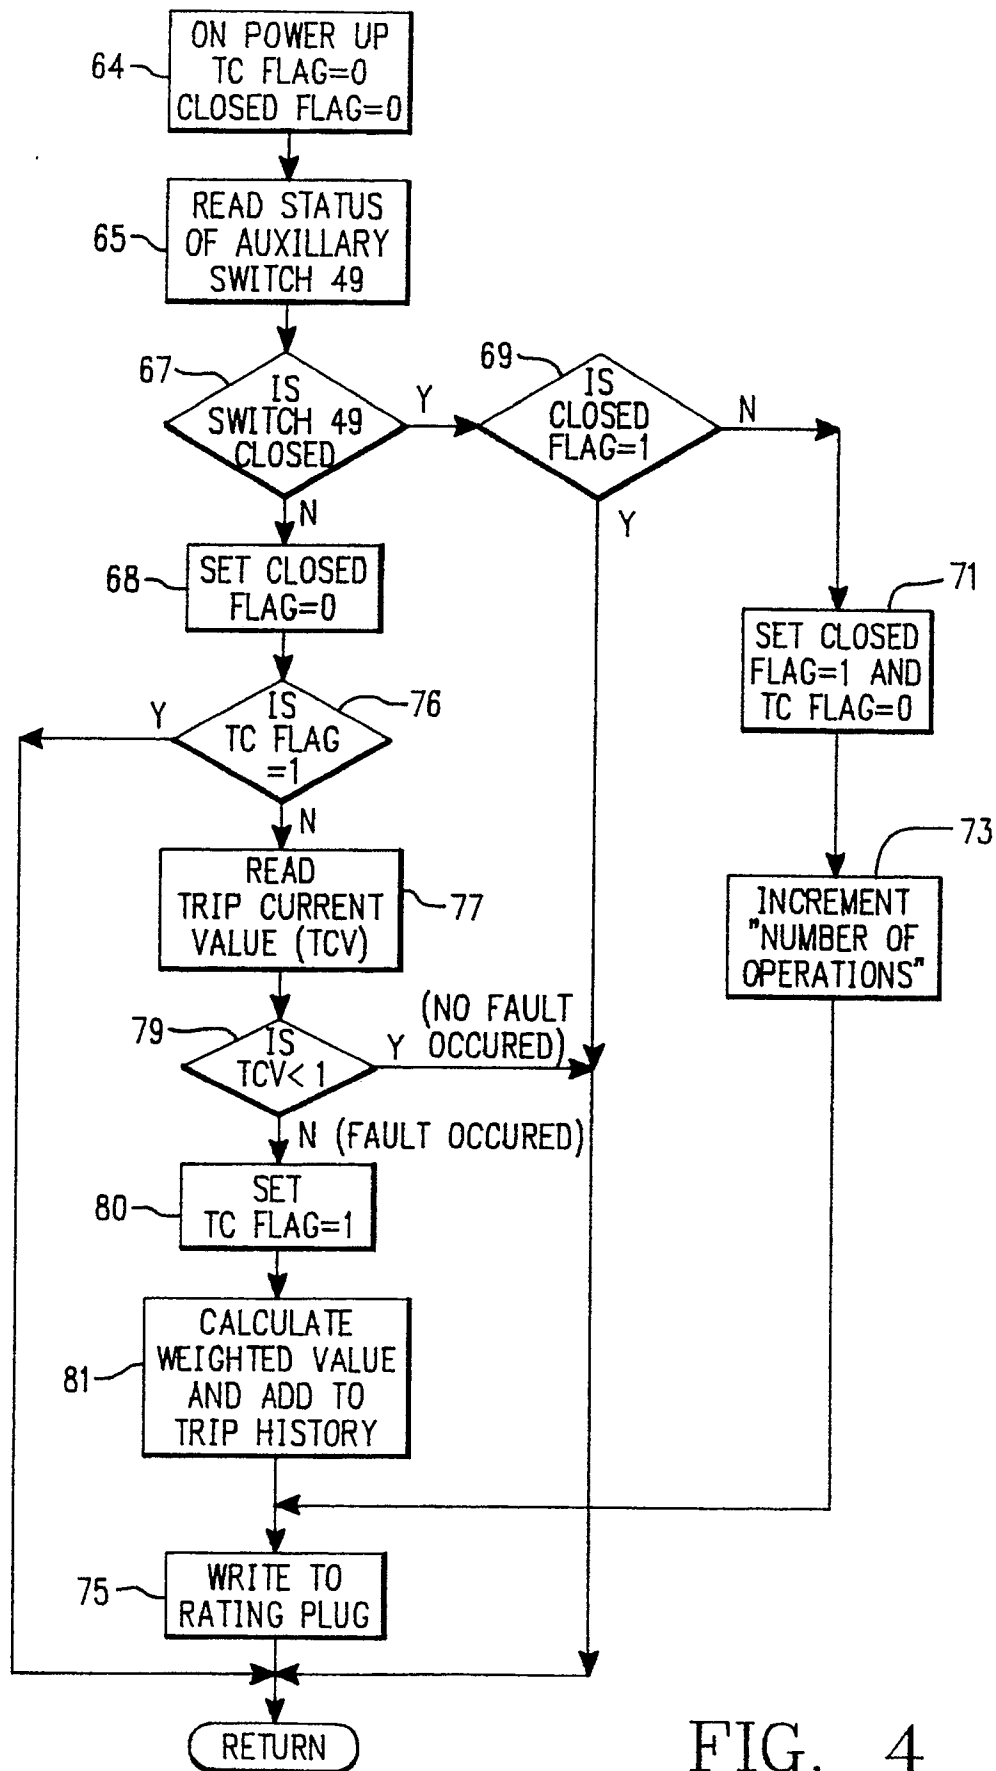 ON POWER UP
TC FLAG=0
CLOSED FLAG=0
64
READ STATUS
OF AUXILLARY
SWITCH 49
65
67
IS
SWITCH 49
CLOSED
Y
N
69
IS
CLOSED
FLAG=1
N
Y
68
SET CLOSED
FLAG=0
71
SET CLOSED
FLAG=1 AND
TC FLAG=0
76
IS
TC FLAG
=1
Y
N
73
INCREMENT
"NUMBER OF
OPERATIONS"
READ
TRIP CURRENT
VALUE (TCV)
77
79
IS
TCV<1
Y (NO FAULT
OCCURED)
N (FAULT OCCURED)
80
SET
TC FLAG=1
81
CALCULATE
WEIGHTED VALUE
AND ADD TO
TRIP HISTORY
75
WRITE TO
RATING PLUG
RETURN
FIG. 4